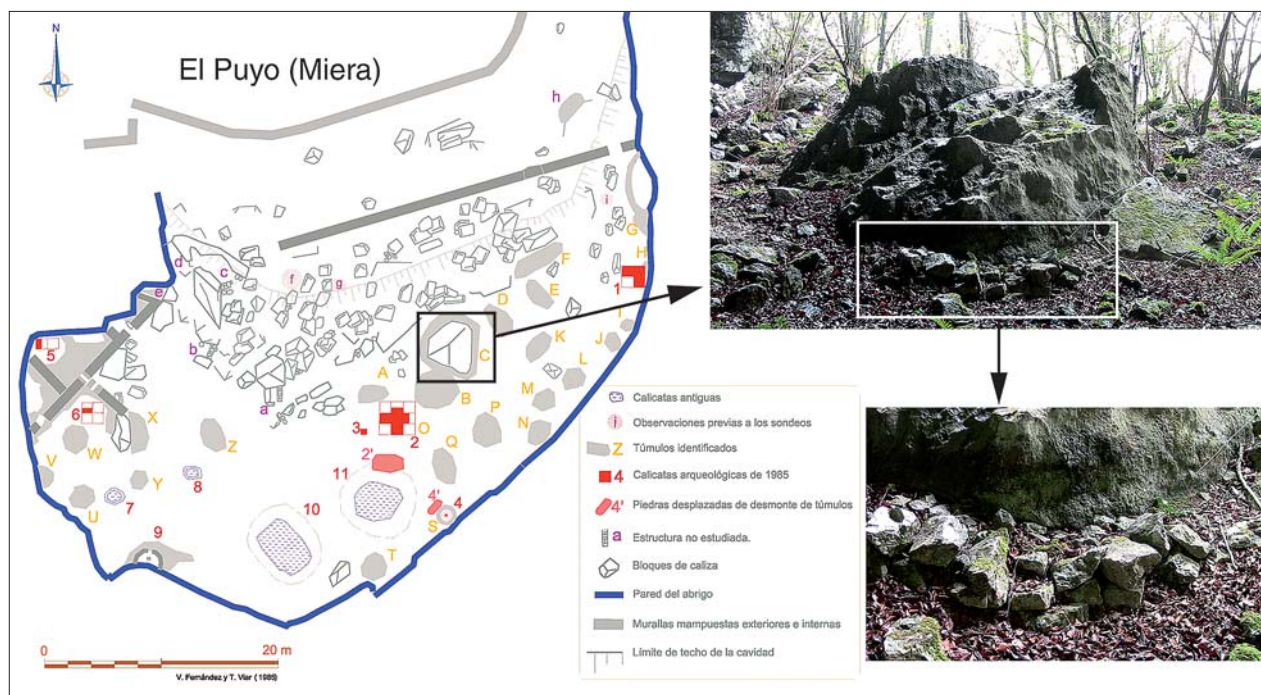 N
El Puyo (Miera)
h
i
G
H
1
F
d
c
f
g
e
E
D
I
5
b
C
K
J
A
L
6
a
B
M
X
3
O
P
N
2
Z
W
Q
2'
V
11
Y
8
4'
4
7
10
S
U
9
T
0
20 m
V. Fernández y T. Viar (1985)
Calicatas antiguas
i Observaciones previas a los sondeos
Z Túmulos identificados
4 Calicatas arqueológicas de 1985
4' Piedras desplazadas de desmonte de túmulos
a Estructura no estudiada.
Bloques de caliza
Pared del abrigo
Murallas mampuestas exteriores e internas
Límite de techo de la cavidad